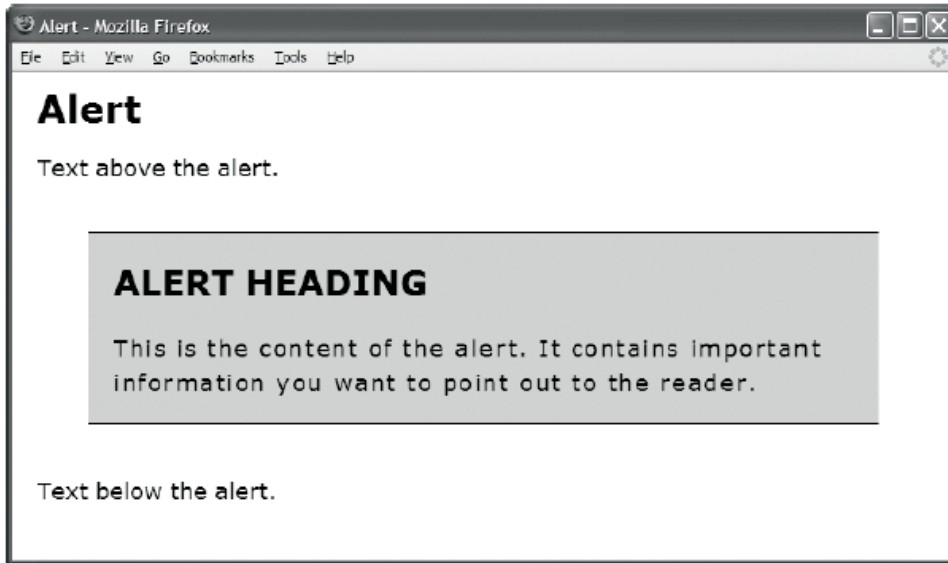 Alert - Mozilla Firefox
File Edit View Go Bookmarks Tools Help
Alert
Text above the alert.
ALERT HEADING
This is the content of the alert. It contains important
information you want to point out to the reader.
Text below the alert.